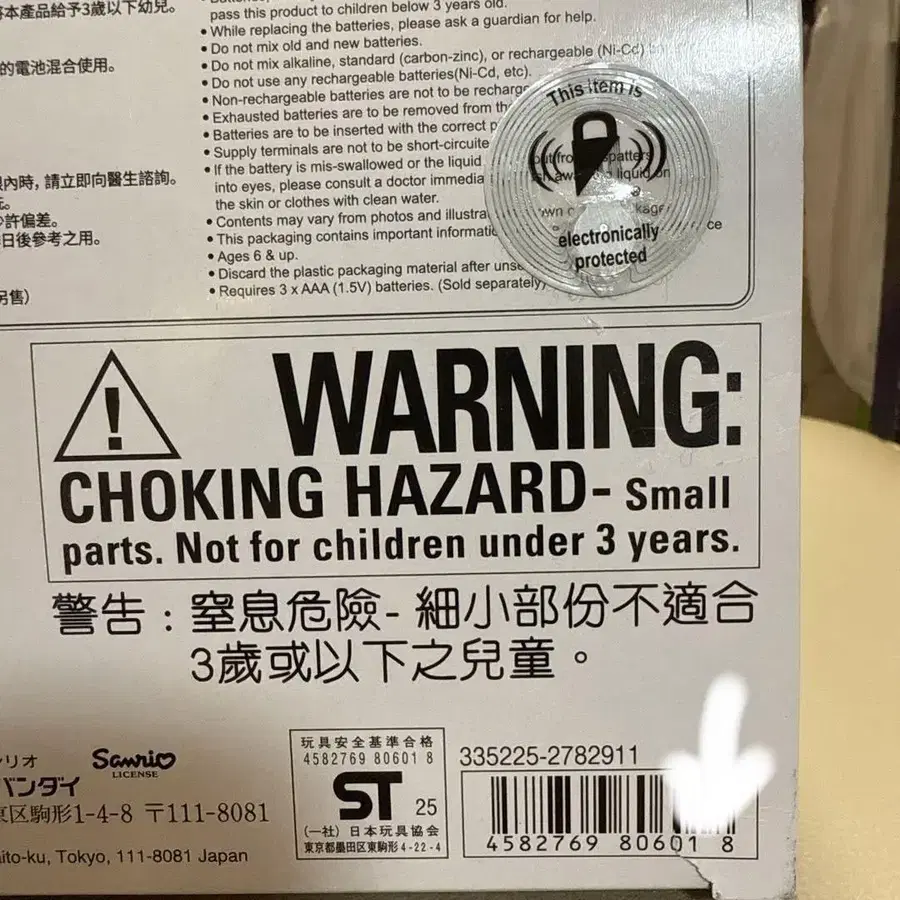 本產品給予3歲以下幼兒。
的電池混合使用。
內時，請立即向醫生諮詢。
許偏差。
日後參考之用。
另售）
pass this product to children below 3 years old.
• While replacing the batteries, please ask a guardian for help.
• Do not mix old and new batteries.
• Do not mix alkaline, standard (carbon-zinc), or rechargeable (Ni-Cd)
• Do not use any rechargeable batteries(Ni-Cd, etc).
• Non-rechargeable batteries are not to be recharge
• Exhausted batteries are to be removed from th
• Batteries are to be inserted with the correct p
• Supply terminals are not to be short-circuite
• If the battery is mis-swallowed or the liquid
into eyes, please consult a doctor immedia
the skin or clothes with clean water.
• Contents may vary from photos and illustra
• This packaging contains important informatio
• Ages 6 & up.
• Discard the plastic packaging material after
• Requires 3 x AAA (1.5V) batteries. (Sold separately)
This item is
electronically
protected
WARNING:
CHOKING HAZARD- Small
parts. Not for children under 3 years.
警告：窒息危險- 細小部份不適合
3歲或以下之兒童。
リオ
Sanrio
LICENSE
バンダイ
東区駒形1-4-8 〒111-8081
ito-ku, Tokyo, 111-8081 Japan
玩具安全基準合格
4582769 80601 8
ST 25
(一社) 日本玩具協会
東京都墨田区東駒形4-22-4
335225-2782911
4582769 80601 8